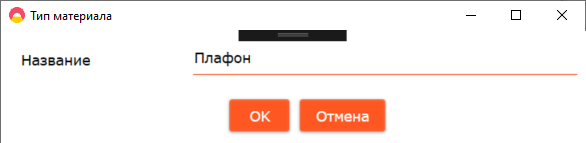 Тип материала
Название
Плафон
OK
Отмена